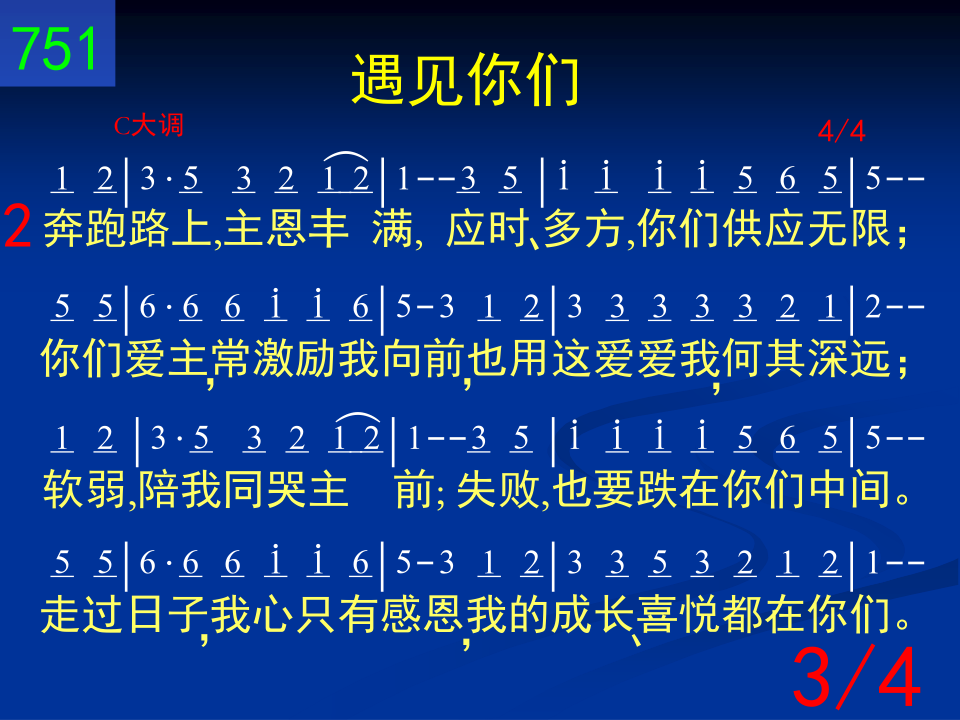 751
遇见你们
C大调 4/4
1 2|3·5 3 2 1 2|1--3 5|i i i i 5 6 5|5--
2 奔跑路上,主恩丰 满, 应时、多方,你们供应无限;
5 5|6·6 6 i i 6|5-3 1 2|3 3 3 3 3 2 1|2--
你们爱主,常激励我向前,也用这爱爱我,何其深远;
1 2|3·5 3 2 1 2|1--3 5|i i i i 5 6 5|5--
软弱,陪我同哭主 前; 失败,也要跌在你们中间。
5 5|6·6 6 i i 6|5-3 1 2|3 3 5 3 2 1 2|1--
走过日子,我心只有感恩,我的成长、喜悦都在你们。
3/4